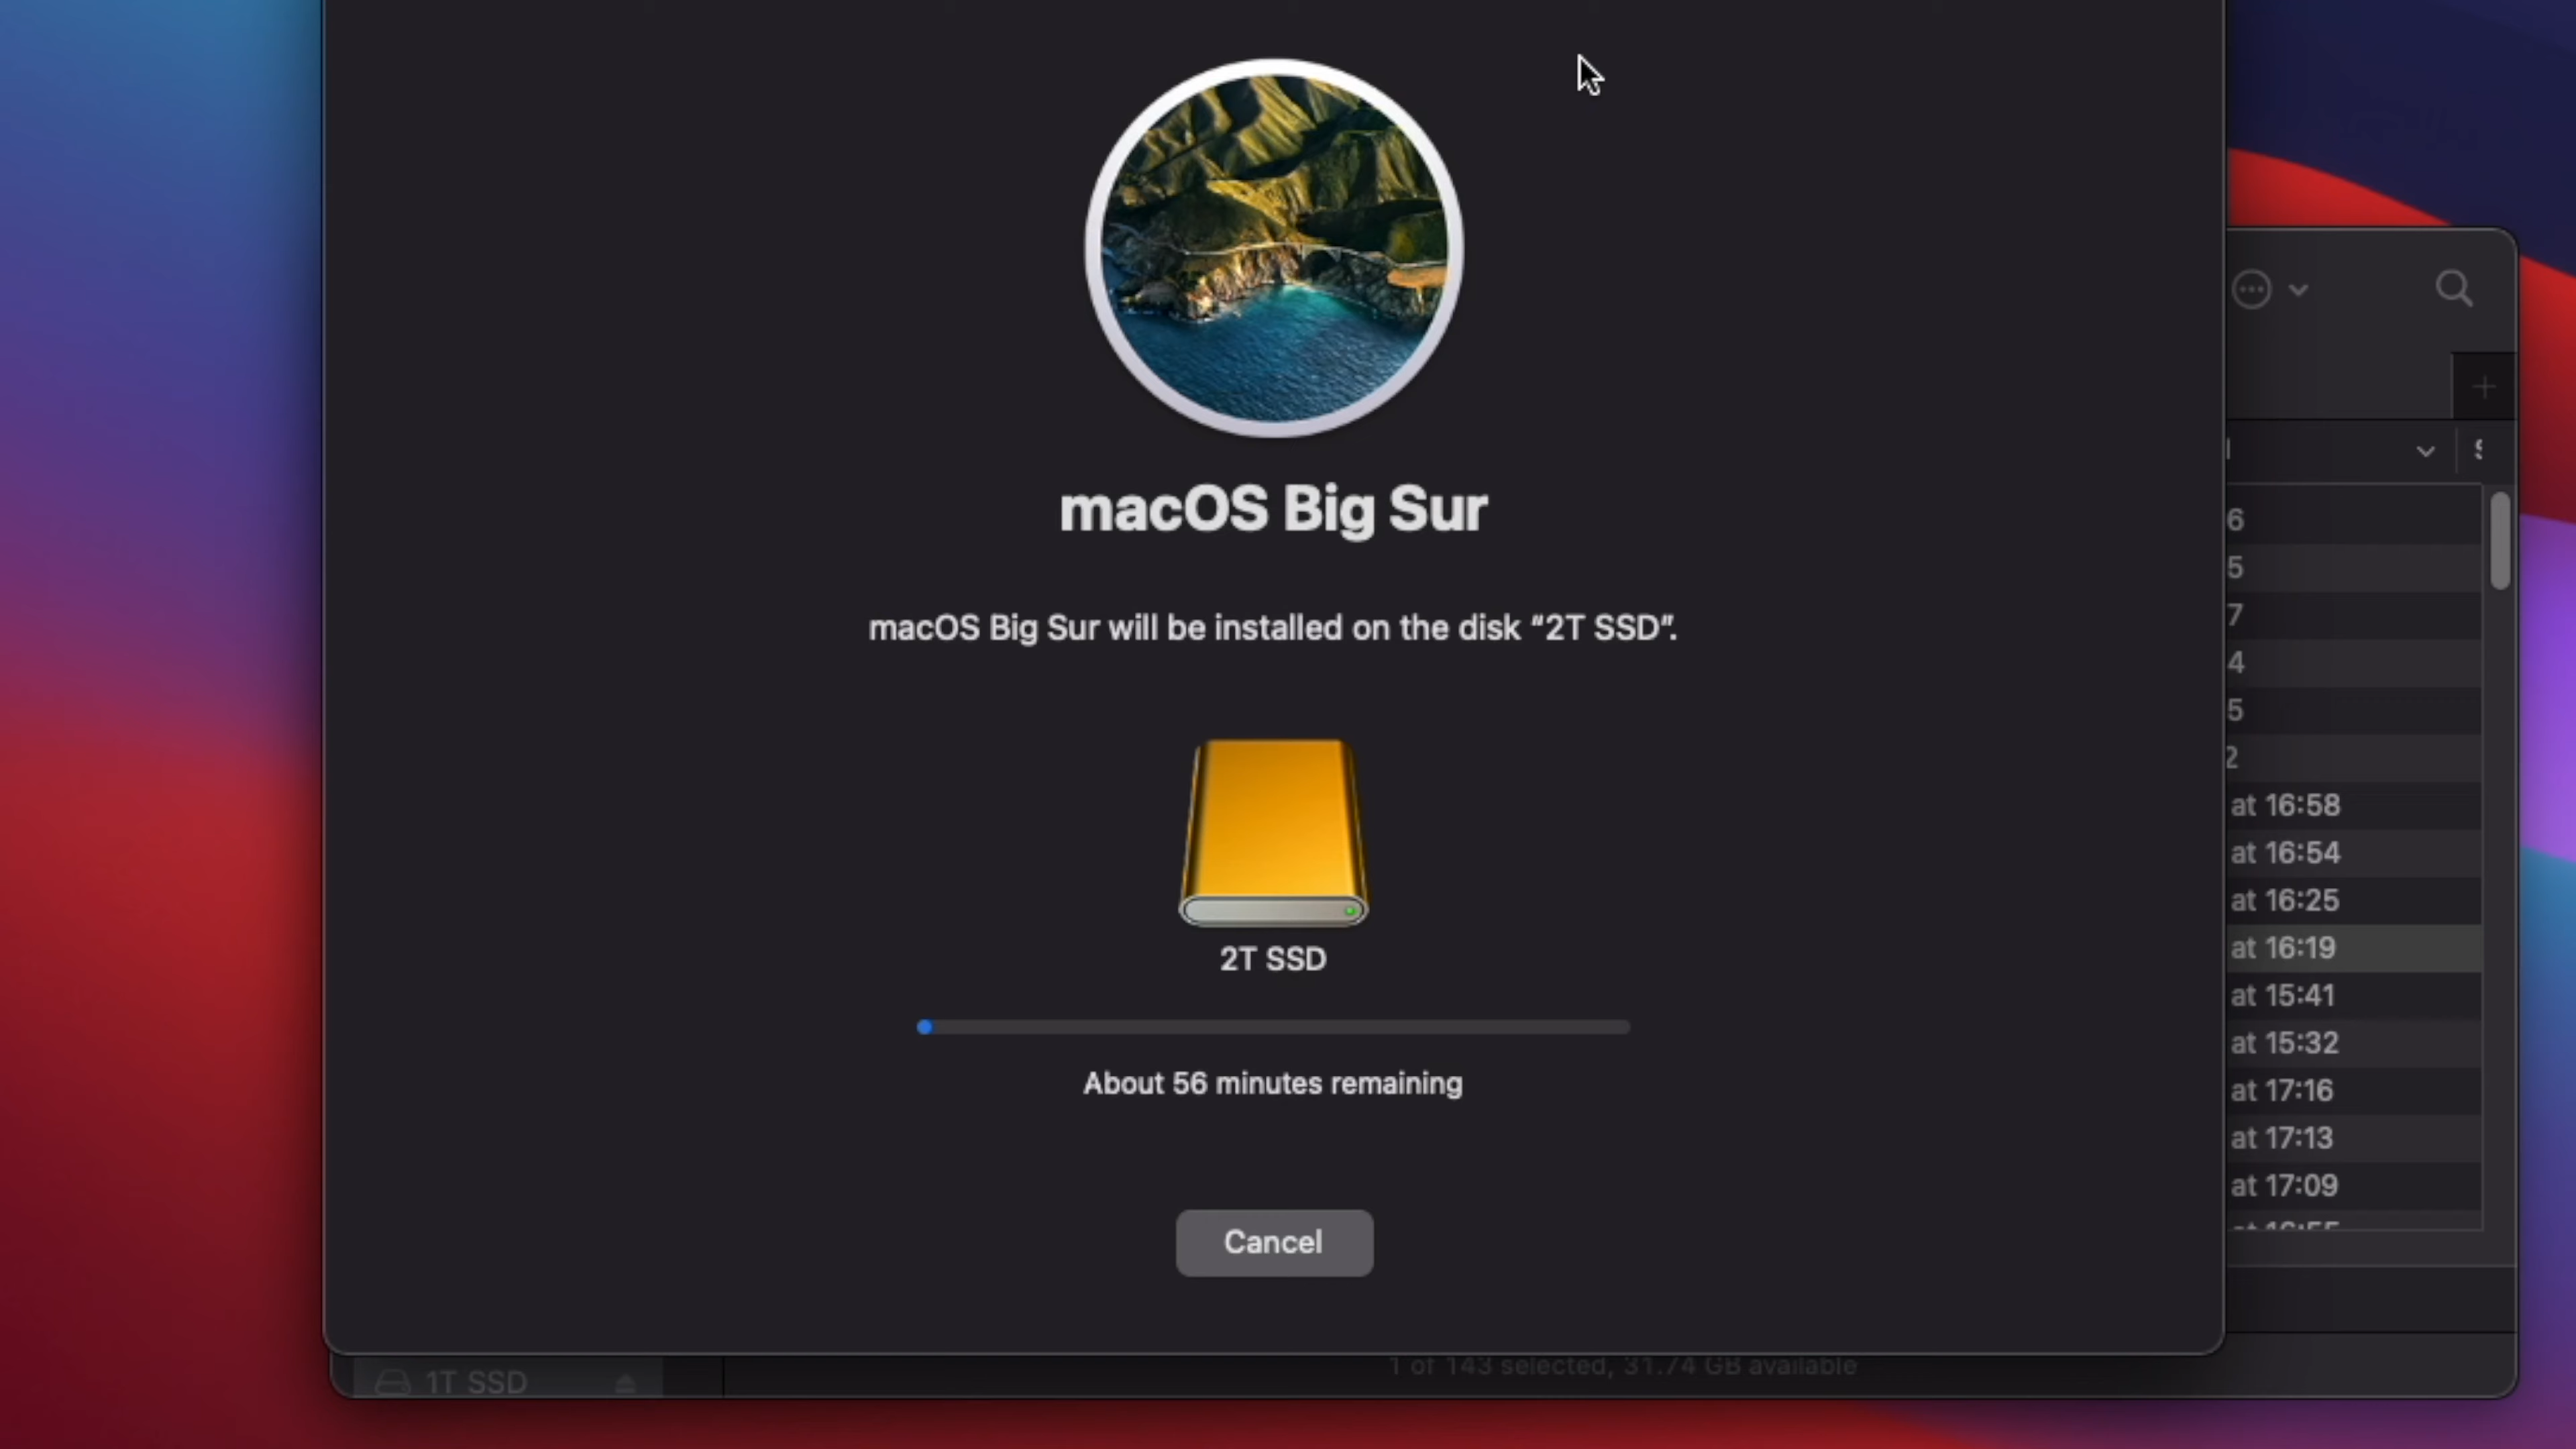 macOS Big Sur
macOS Big Sur will be installed on the disk “2T SSD”.
2T SSD
About 56 minutes remaining
Cancel
6
5
7
4
5
2
at 16:58
at 16:54
at 16:25
at 16:19
at 15:41
at 15:32
at 17:16
at 17:13
at 17:09
1T SSD
1 of 143 selected, 31.74 GB available